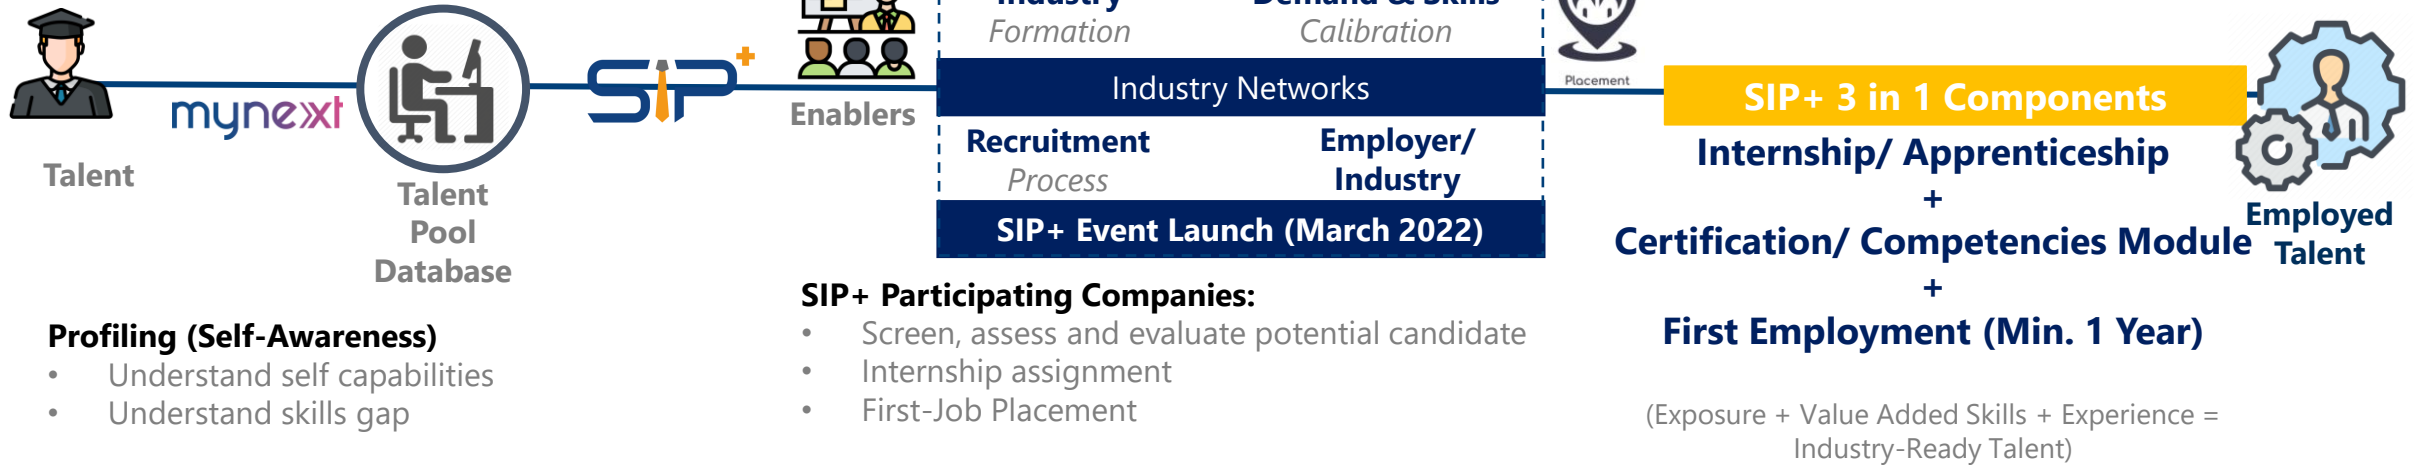 Industry
Demand & Skills
Formation
Calibration
mynext
SIP+
Enablers
Industry Networks
Placement
SIP+ 3 in 1 Components
Talent
Talent
Pool
Database
Recruitment
Process
Employer/
Industry
SIP+ Event Launch (March 2022)
Internship/ Apprenticeship
+
Certification/ Competencies Module
+
First Employment (Min. 1 Year)
Employed
Talent
Profiling (Self-Awareness)
• Understand self capabilities
• Understand skills gap
SIP+ Participating Companies:
• Screen, assess and evaluate potential candidate
• Internship assignment
• First-Job Placement
(Exposure + Value Added Skills + Experience =
Industry-Ready Talent)